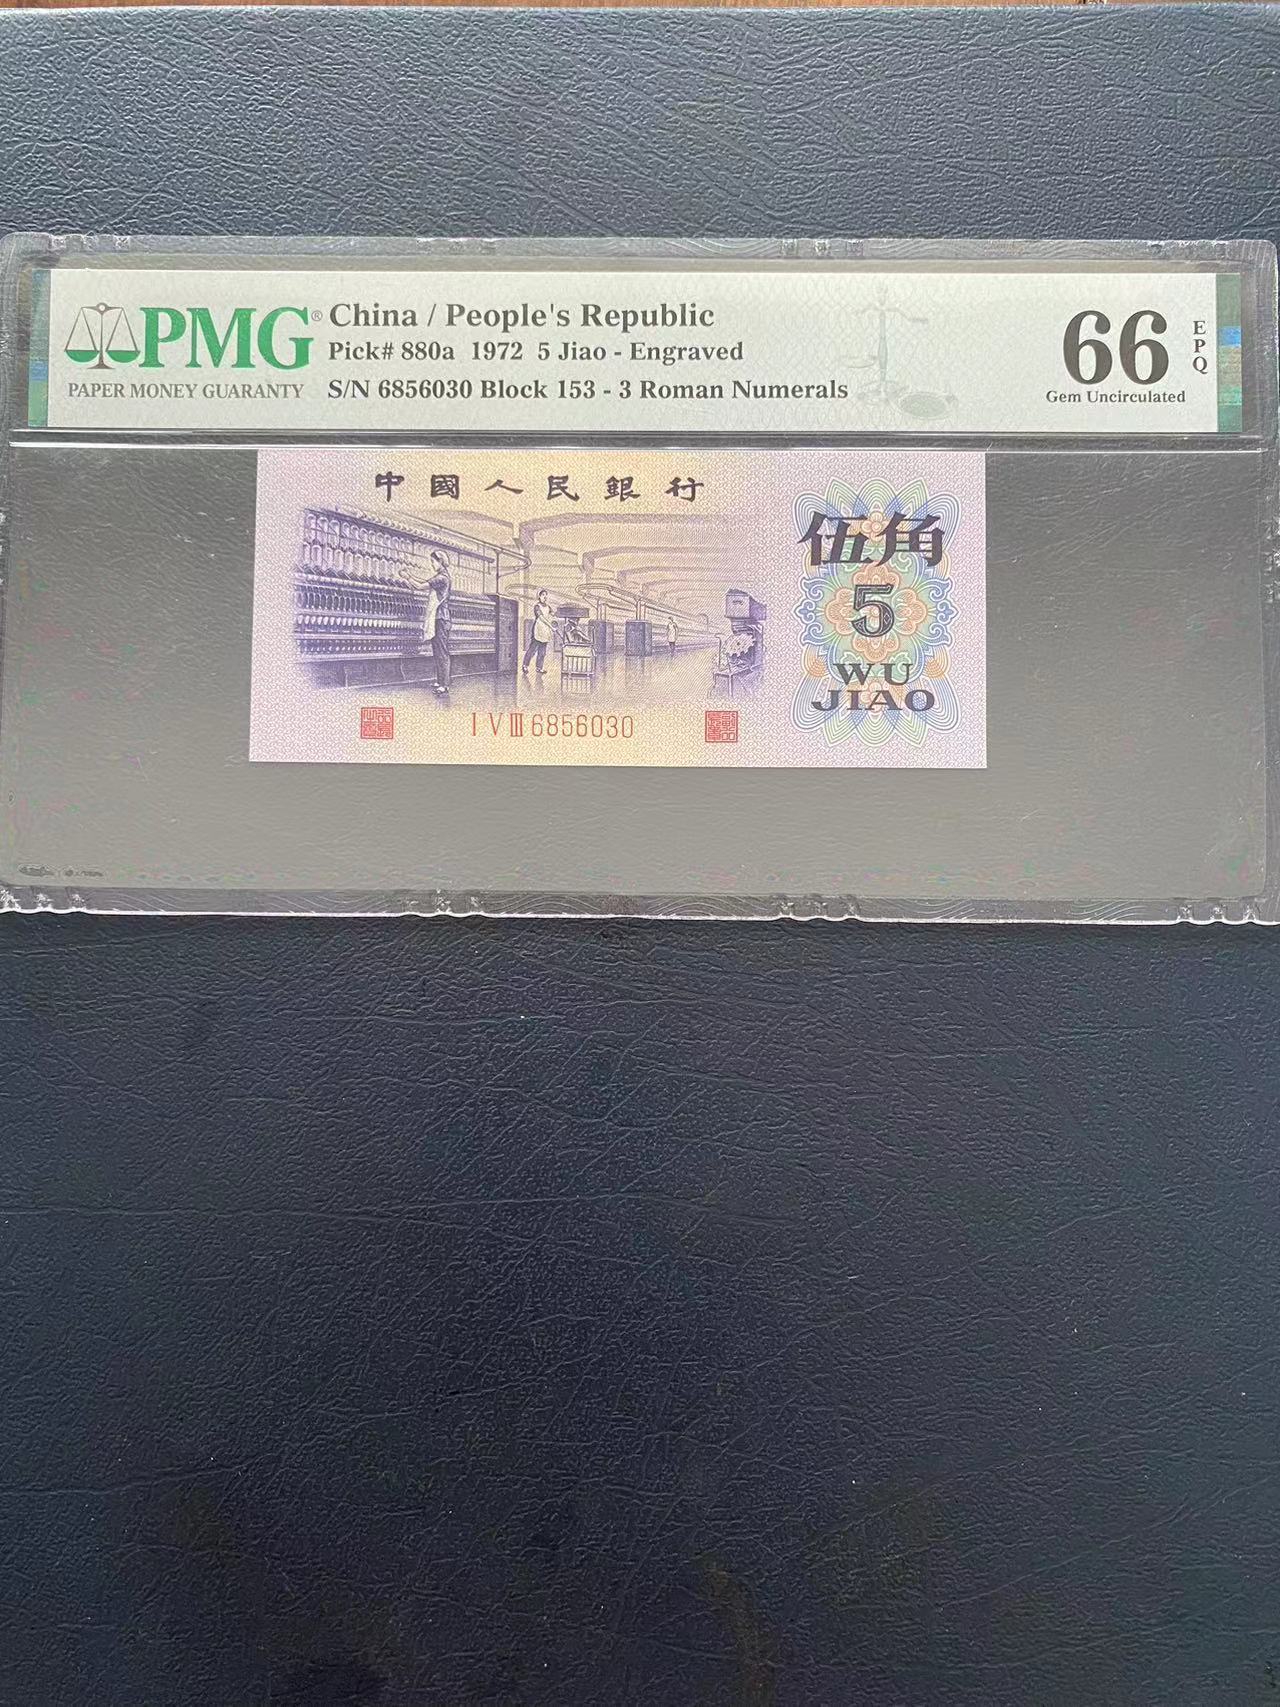 PMG®
PAPER MONEY GUARANTY
China / People's Republic
Pick# 880a 1972 5 Jiao - Engraved
S/N 6856030 Block 153 - 3 Roman Numerals
66
EPQ
Gem Uncirculated
中國人民銀行
伍角
5
WU
JIAO
I V III 6856030